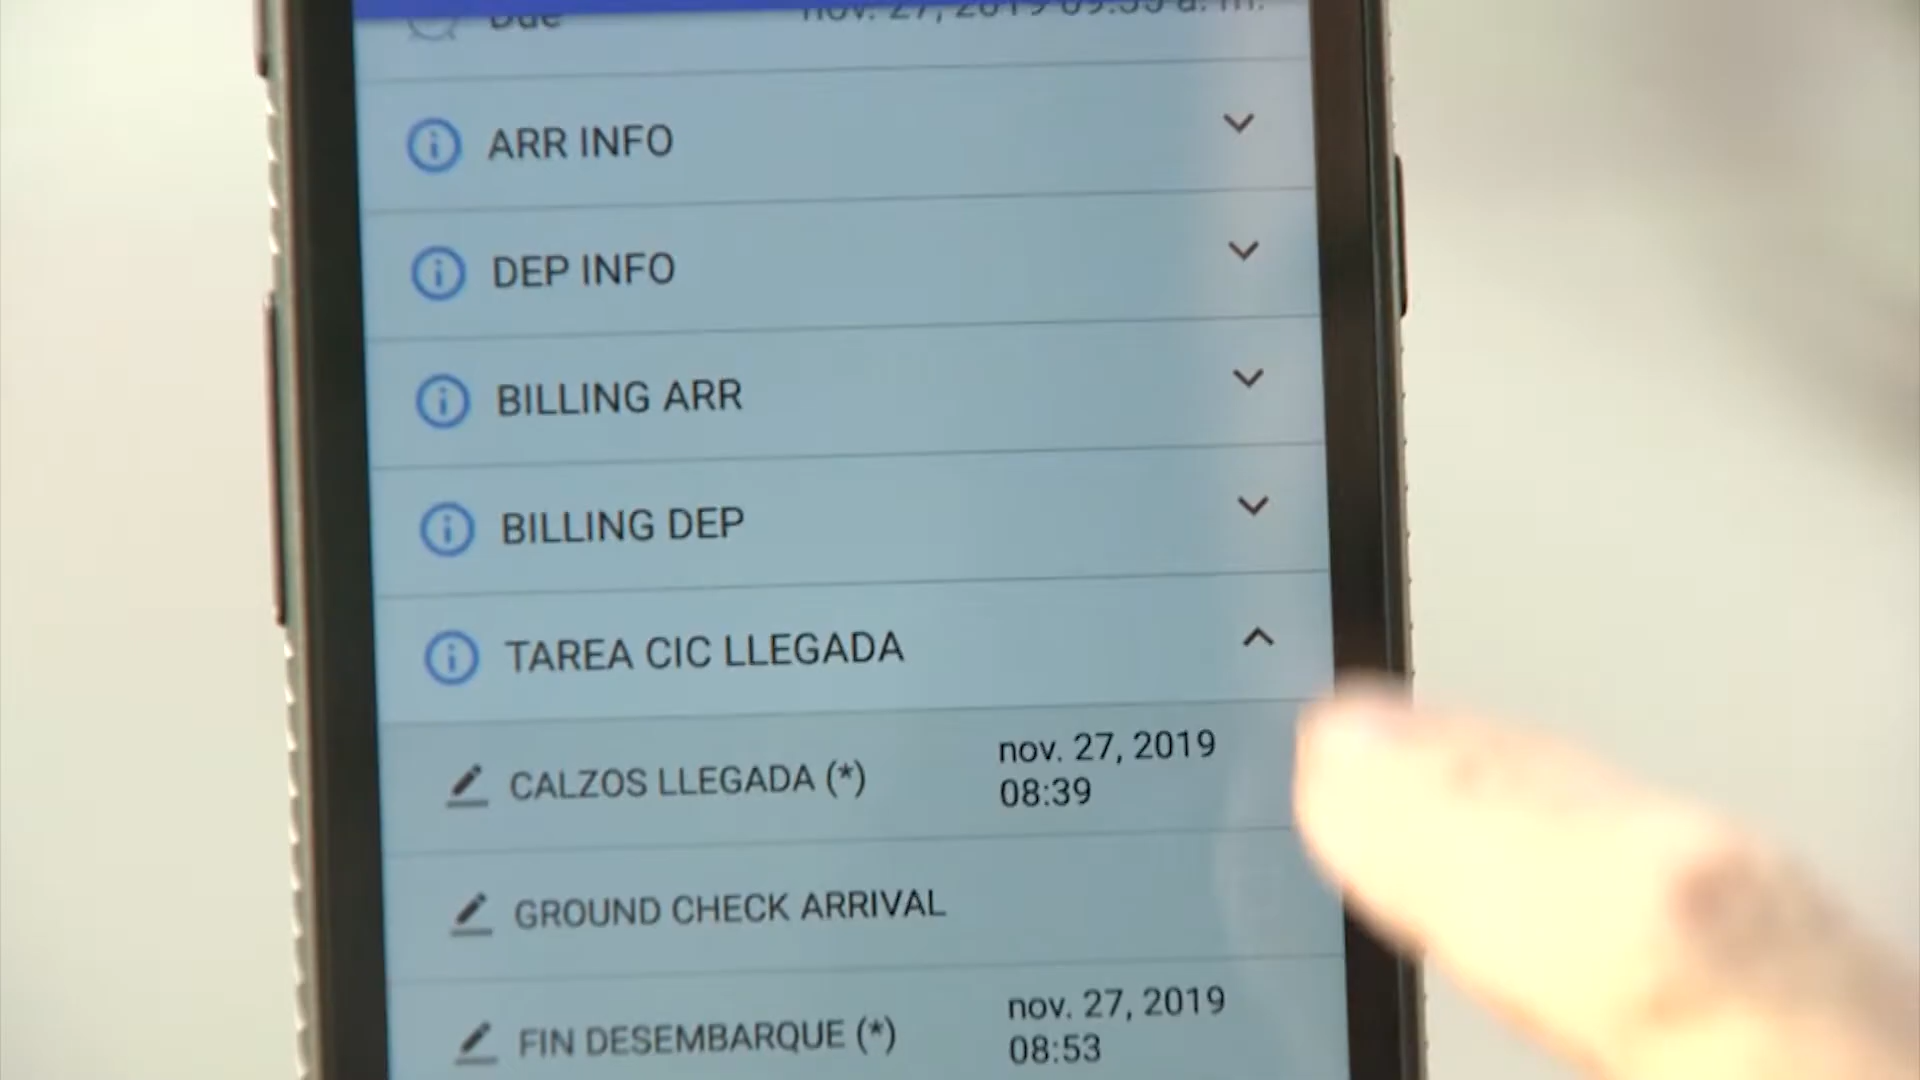 Due nov. 27, 2019 09:35 a. m.
ARR INFO
DEP INFO
BILLING ARR
BILLING DEP
TAREA CIC LLEGADA
CALZOS LLEGADA (*) nov. 27, 2019
08:39
GROUND CHECK ARRIVAL
FIN DESEMBARQUE (*) nov. 27, 2019
08:53